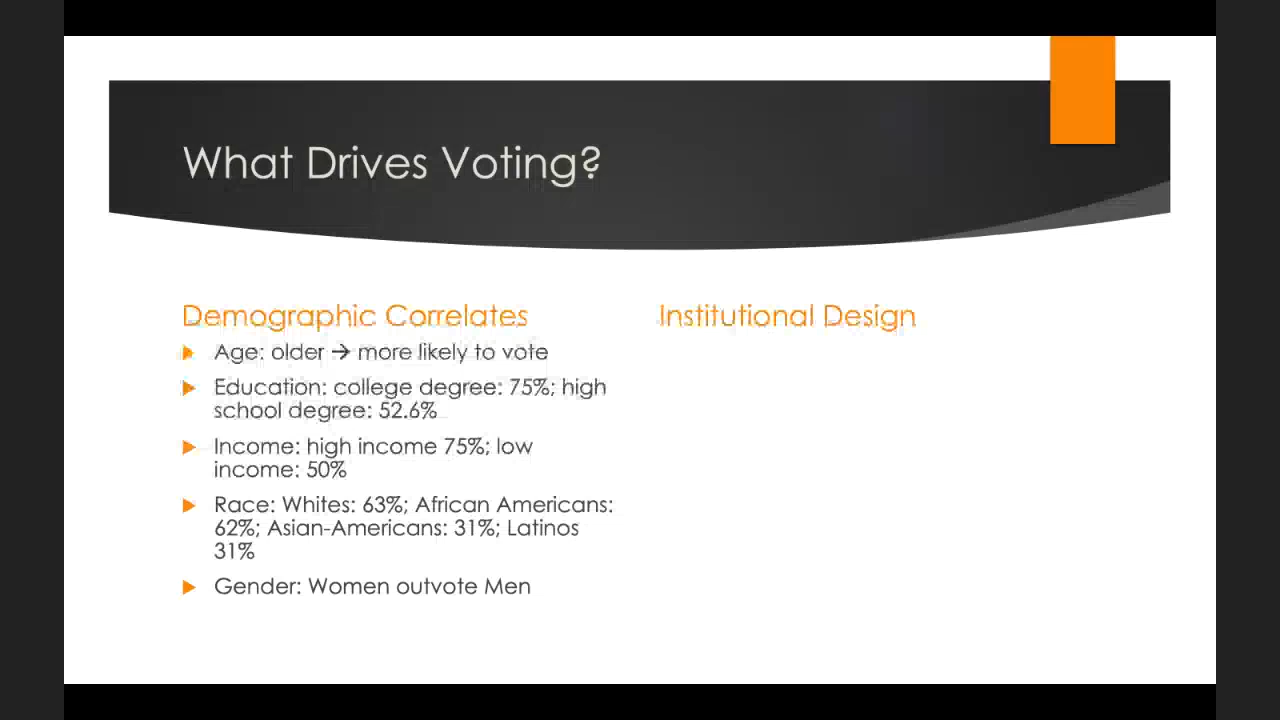 What Drives Voting?
Demographic Correlates
Age: older → more likely to vote
Education: college degree: 75%; high
school degree: 52.6%
Income: high income 75%; low
income: 50%
Race: Whites: 63%; African Americans:
62%; Asian-Americans: 31%; Latinos
31%
Gender: Women outvote Men
Institutional Design